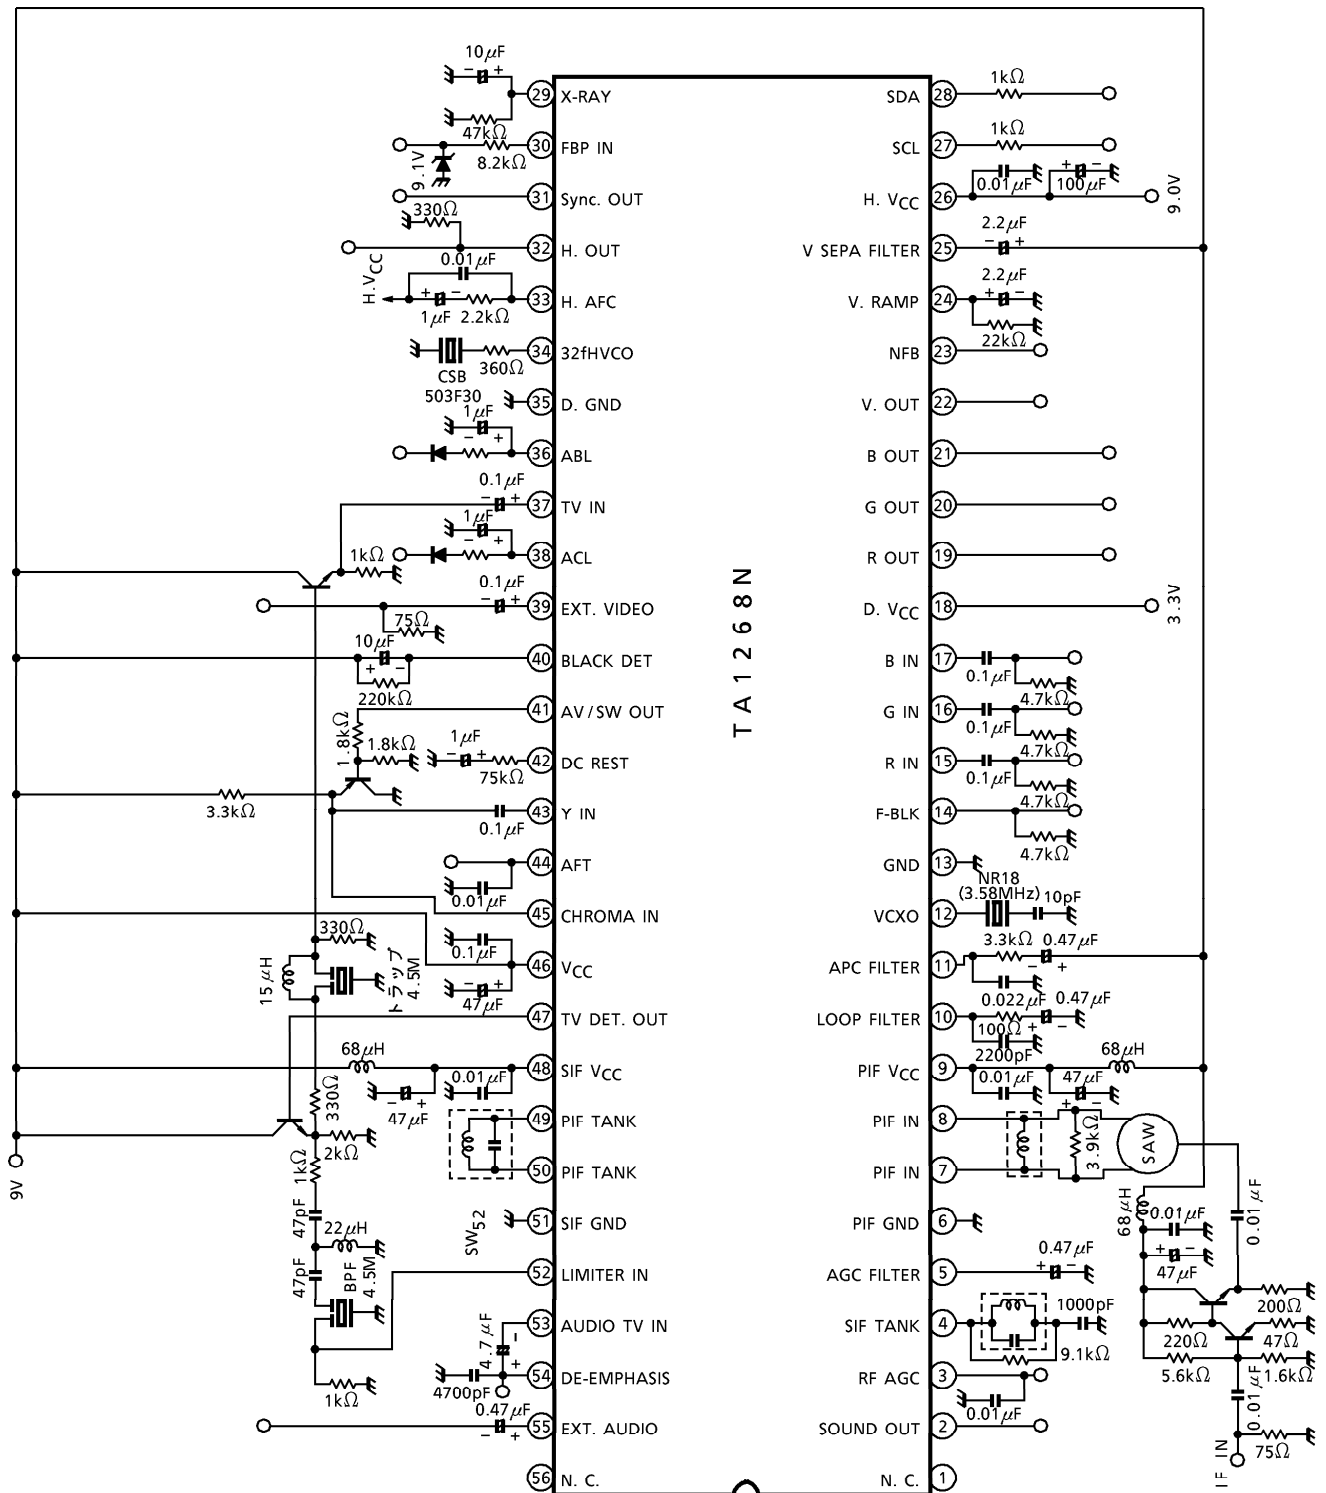 10μF
29 X-RAY
47kΩ
9.1V
8.2kΩ
30 FBP IN
31 Sync. OUT
330Ω
32 H. OUT
H.VCC
0.01μF
33 H. AFC
1μF 2.2kΩ
34 32fHVCO
CSB
503F30
360Ω
35 D. GND
1μF
36 ABL
0.1μF
37 TV IN
1μF
38 ACL
1kΩ
0.1μF
39 EXT. VIDEO
75Ω
10μF
40 BLACK DET
220kΩ
41 AV/SW OUT
1.8kΩ
1.8kΩ
1μF
75kΩ
42 DC REST
3.3kΩ
43 Y IN
0.1μF
44 AFT
0.01μF
45 CHROMA IN
330Ω
15μH
トラップ
4.5M
0.1μF
46 VCC
47μF
47 TV DET. OUT
68μH
0.01μF
48 SIF VCC
47μF
330Ω
49 PIF TANK
2kΩ
1kΩ
9V
50 PIF TANK
47pF
22μH
SW52
51 SIF GND
47pF
BPF
4.5M
52 LIMITER IN
53 AUDIO TV IN
4.7μF
4700pF
54 DE-EMPHASIS
1kΩ
0.47μF
55 EXT. AUDIO
56 N. C.
TA1268N
SDA 28
1kΩ
SCL 27
1kΩ
H. VCC 26
0.01μF
100μF
9.0V
V SEPA FILTER 25
2.2μF
V. RAMP 24
2.2μF
22kΩ
NFB 23
V. OUT 22
B OUT 21
G OUT 20
R OUT 19
D. VCC 18
3.3V
B IN 17
0.1μF
4.7kΩ
G IN 16
0.1μF
4.7kΩ
R IN 15
0.1μF
4.7kΩ
F-BLK 14
4.7kΩ
GND 13
NR18
(3.58MHz)
10pF
VCXO 12
3.3kΩ 0.47μF
APC FILTER 11
0.022μF
0.47μF
LOOP FILTER 10
100Ω
2200pF
68μH
PIF VCC 9
0.01μF
47μF
PIF IN 8
3.9kΩ
SAW
PIF IN 7
68μH
0.01μF
0.01μF
PIF GND 6
47μF
0.47μF
AGC FILTER 5
200Ω
1000pF
SIF TANK 4
9.1kΩ
220Ω
47Ω
5.6kΩ
1.6kΩ
RF AGC 3
0.01μF
0.01μF
SOUND OUT 2
75Ω
IF IN
N. C. 1